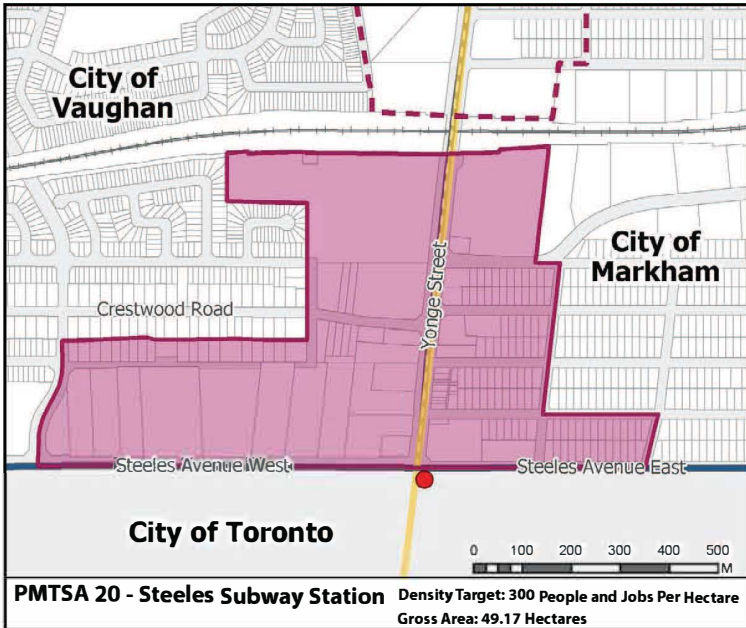 City of
Vaughan
City of
Markham
Crestwood Road
Yonge Street
Steeles Avenue West
Steeles Avenue East
City of Toronto
0 100 200 300 400 500
M
PMTSA 20 - Steeles Subway Station
Density Target: 300 People and Jobs Per Hectare
Gross Area: 49.17 Hectares